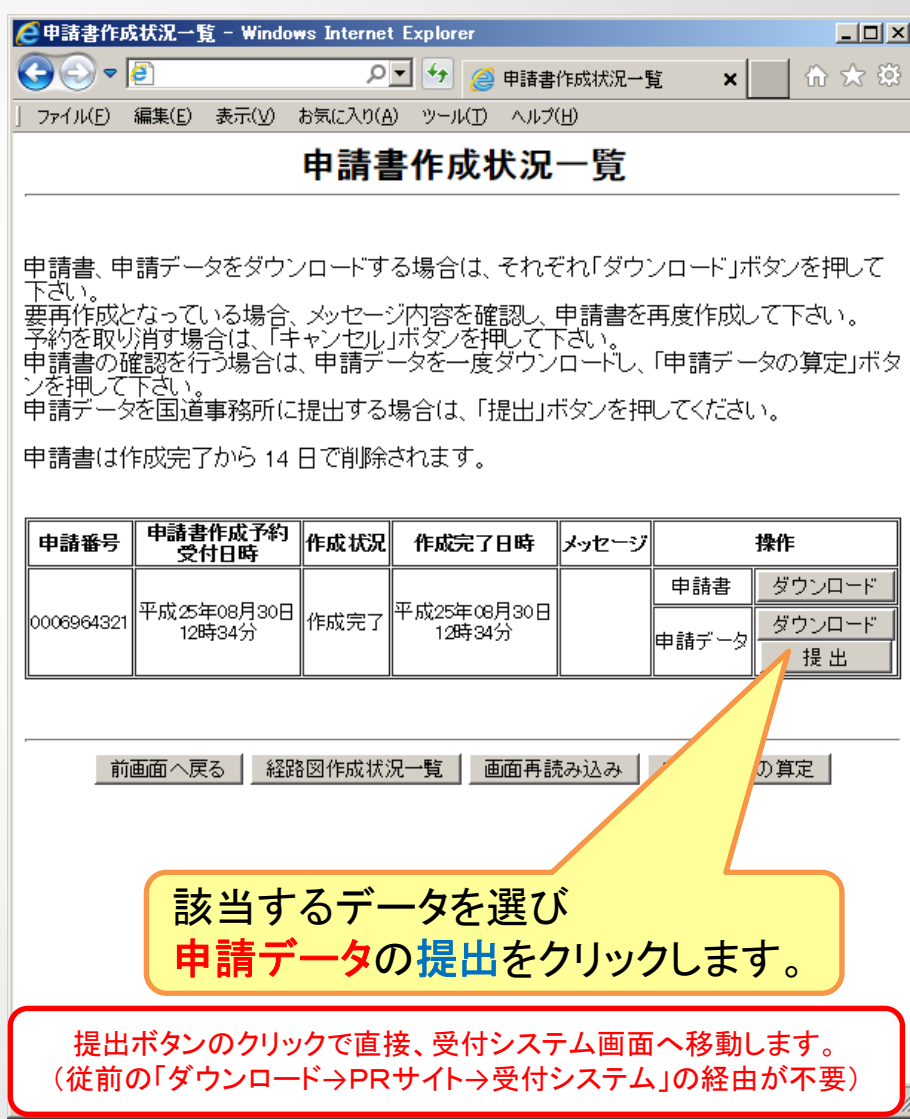 申請書作成状況一覧 - Windows Internet Explorer
申請書作成状況一覧
ファイル(F) 編集(E) 表示(V) お気に入り(A) ツール(T) ヘルプ(H)
申請書作成状況一覧
申請書、申請データをダウンロードする場合は、それぞれ「ダウンロード」ボタンを押して
下さい。
要再作成となっている場合、メッセージ内容を確認し、申請書を再度作成して下さい。
予約を取り消す場合は、「キャンセル」ボタンを押して下さい。
申請書の確認を行う場合は、申請データを一度ダウンロードし、「申請データの算定」ボタ
ンを押して下さい。
申請データを国道事務所に提出する場合は、「提出」ボタンを押してください。
申請書は作成完了から 14 日で削除されます。
申請番号 申請書作成予約 作成状況 作成完了日時 メッセージ 操作
受付日時
申請書 ダウンロード
0006964321 平成25年08月30日 作成完了 平成25年08月30日
12時34分 12時34分
申請データ ダウンロード
提 出
前画面へ戻る 経路図作成状況一覧 画面再読み込み の算定
該当するデータを選び
申請データの提出をクリックします。
提出ボタンのクリックで直接、受付システム画面へ移動します。
（従前の「ダウンロード→PRサイト→受付システム」の経由が不要）